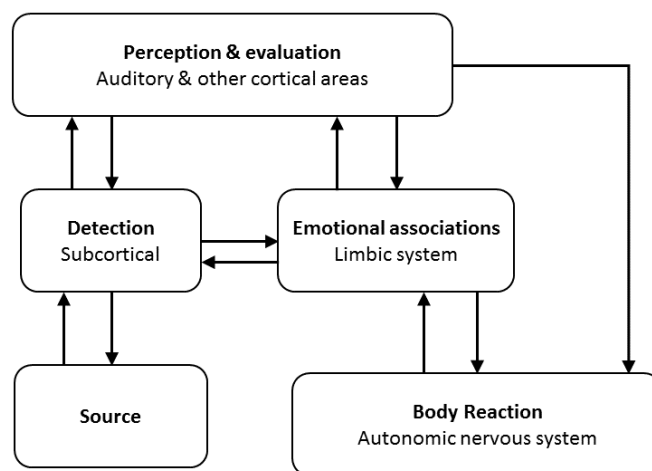 Perception & evaluation
Auditory & other cortical areas
Detection
Subcortical
Emotional associations
Limbic system
Source
Body Reaction
Autonomic nervous system